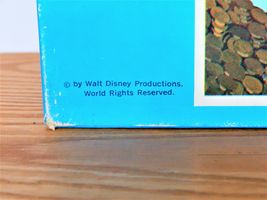 © by Walt Disney Productions.
World Rights Reserved.